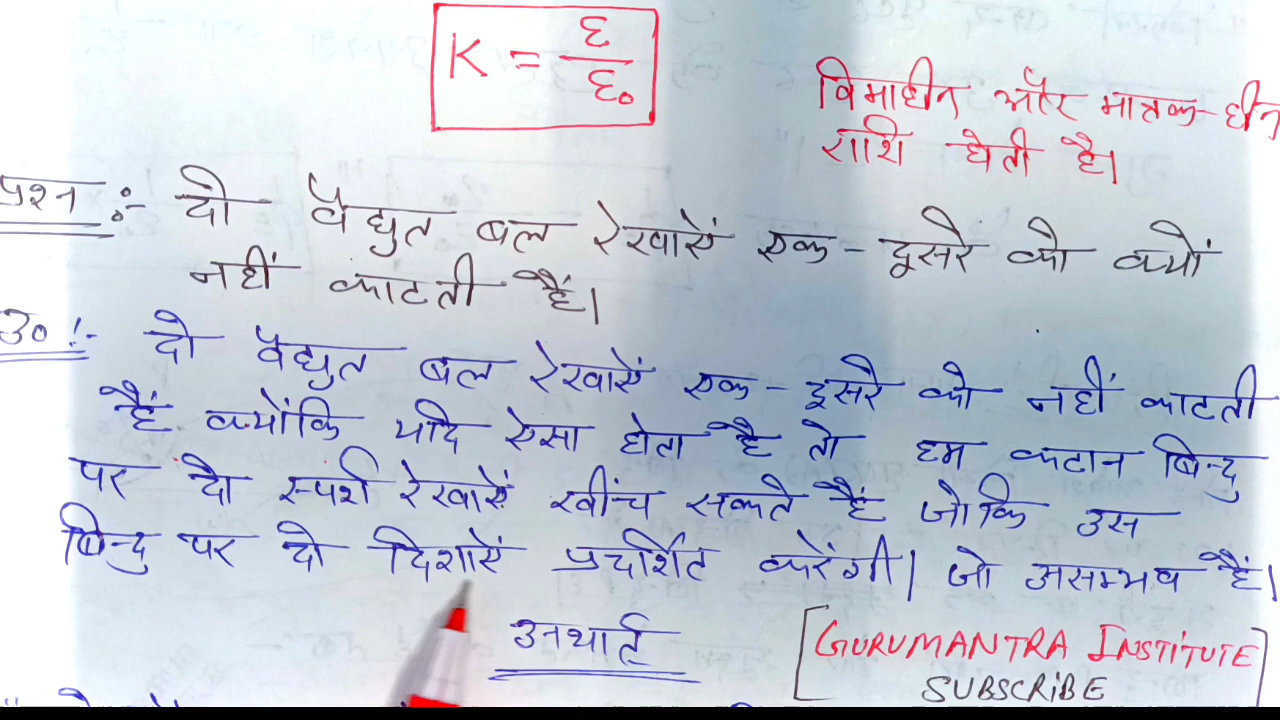 K = ε / ε₀
विमाहीन और मात्रक-हीन
राशि होती है।
प्रश्न :- दो वैद्युत बल रेखाऐं एक-दूसरे को क्यों
नहीं काटती हैं।
उ० :- दो वैद्युत बल रेखाऐं एक-दूसरे को नहीं काटती
हैं क्योंकि यदि ऐसा होता है तो हम कटान बिन्दु
पर दो स्पर्श रेखाऐं खींच सकते हैं जोकि उस
बिन्दु पर दो दिशाऐं प्रदर्शित करेंगी। जो असम्भव है।
[GURUMANTRA INSTITUTE]
SUBSCRIBE